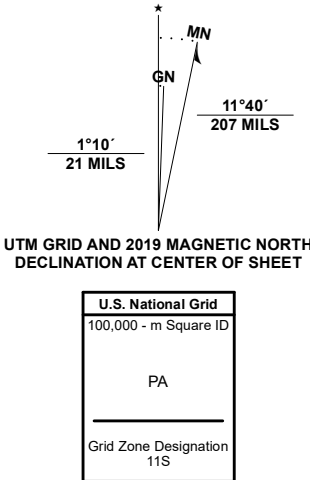 ★
MN
GN
11°40´
207 MILS
1°10´
21 MILS
UTM GRID AND 2019 MAGNETIC NORTH
DECLINATION AT CENTER OF SHEET
U.S. National Grid
100,000 - m Square ID
PA
Grid Zone Designation
11S